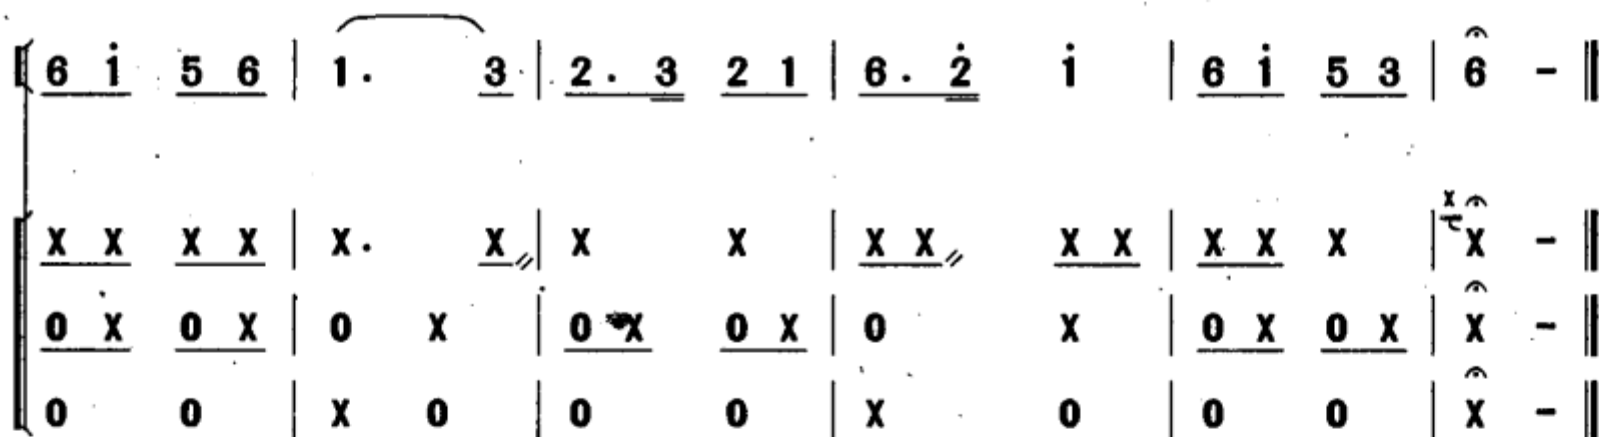 6 i̇ 5 6 | 1. 3 | 2. 3 2 1 | 6. 2̇ i̇ | 6 i̇ 5 3 | 6 - ‖
X X X X | X. X | X X | X X X X | X X X | X X - ‖
0 X 0 X | 0 X | 0 X 0 X | 0 X | 0 X 0 X | X - ‖
0 0 | X 0 | 0 0 | X 0 | 0 0 | X - ‖